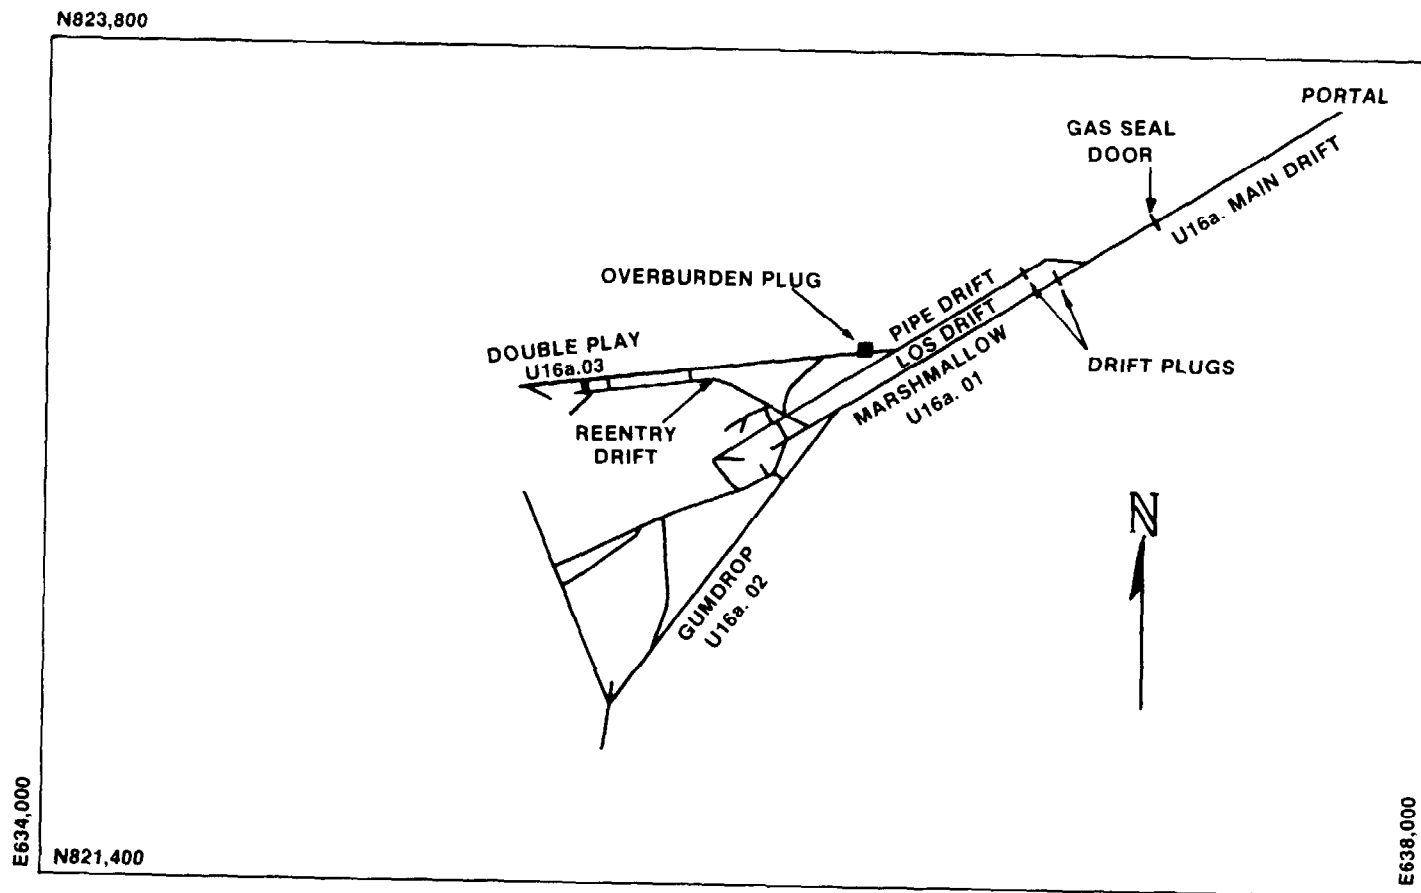 N823,800
PORTAL
GAS SEAL
DOOR
U16a. MAIN DRIFT
OVERBURDEN PLUG
PIPE DRIFT
LOS DRIFT
MARSHMALLOW
U16a. 01
DRIFT PLUGS
DOUBLE PLAY
U16a.03
REENTRY
DRIFT
N
GUMDROP
U16a. 02
E634,000
N821,400
E638,000